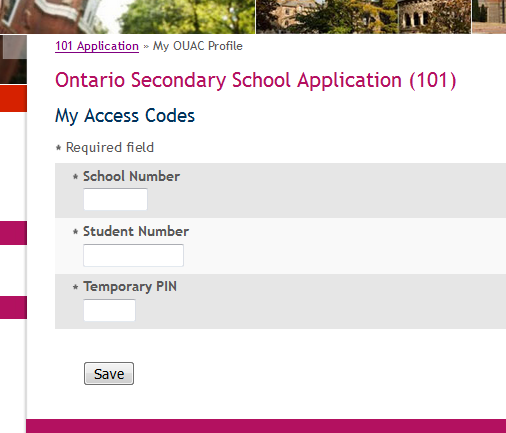 101 Application » My OUAC Profile
Ontario Secondary School Application (101)
My Access Codes
* Required field
* School Number
* Student Number
* Temporary PIN
Save